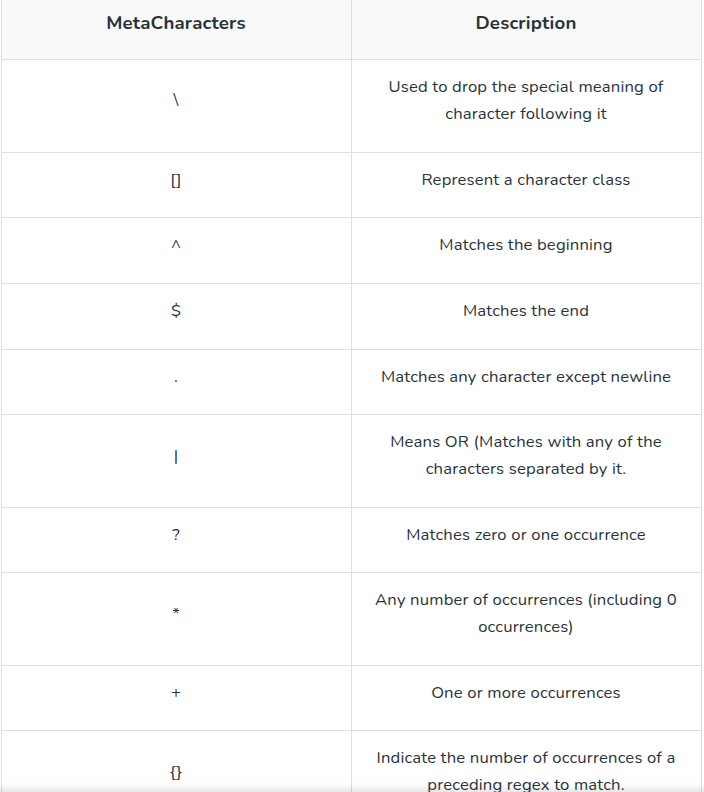 MetaCharacters Description
\ Used to drop the special meaning of
character following it
[] Represent a character class
^ Matches the beginning
$ Matches the end
. Matches any character except newline
| Means OR (Matches with any of the
characters separated by it.
? Matches zero or one occurrence
* Any number of occurrences (including 0
occurrences)
+ One or more occurrences
{} Indicate the number of occurrences of a
preceding regex to match.